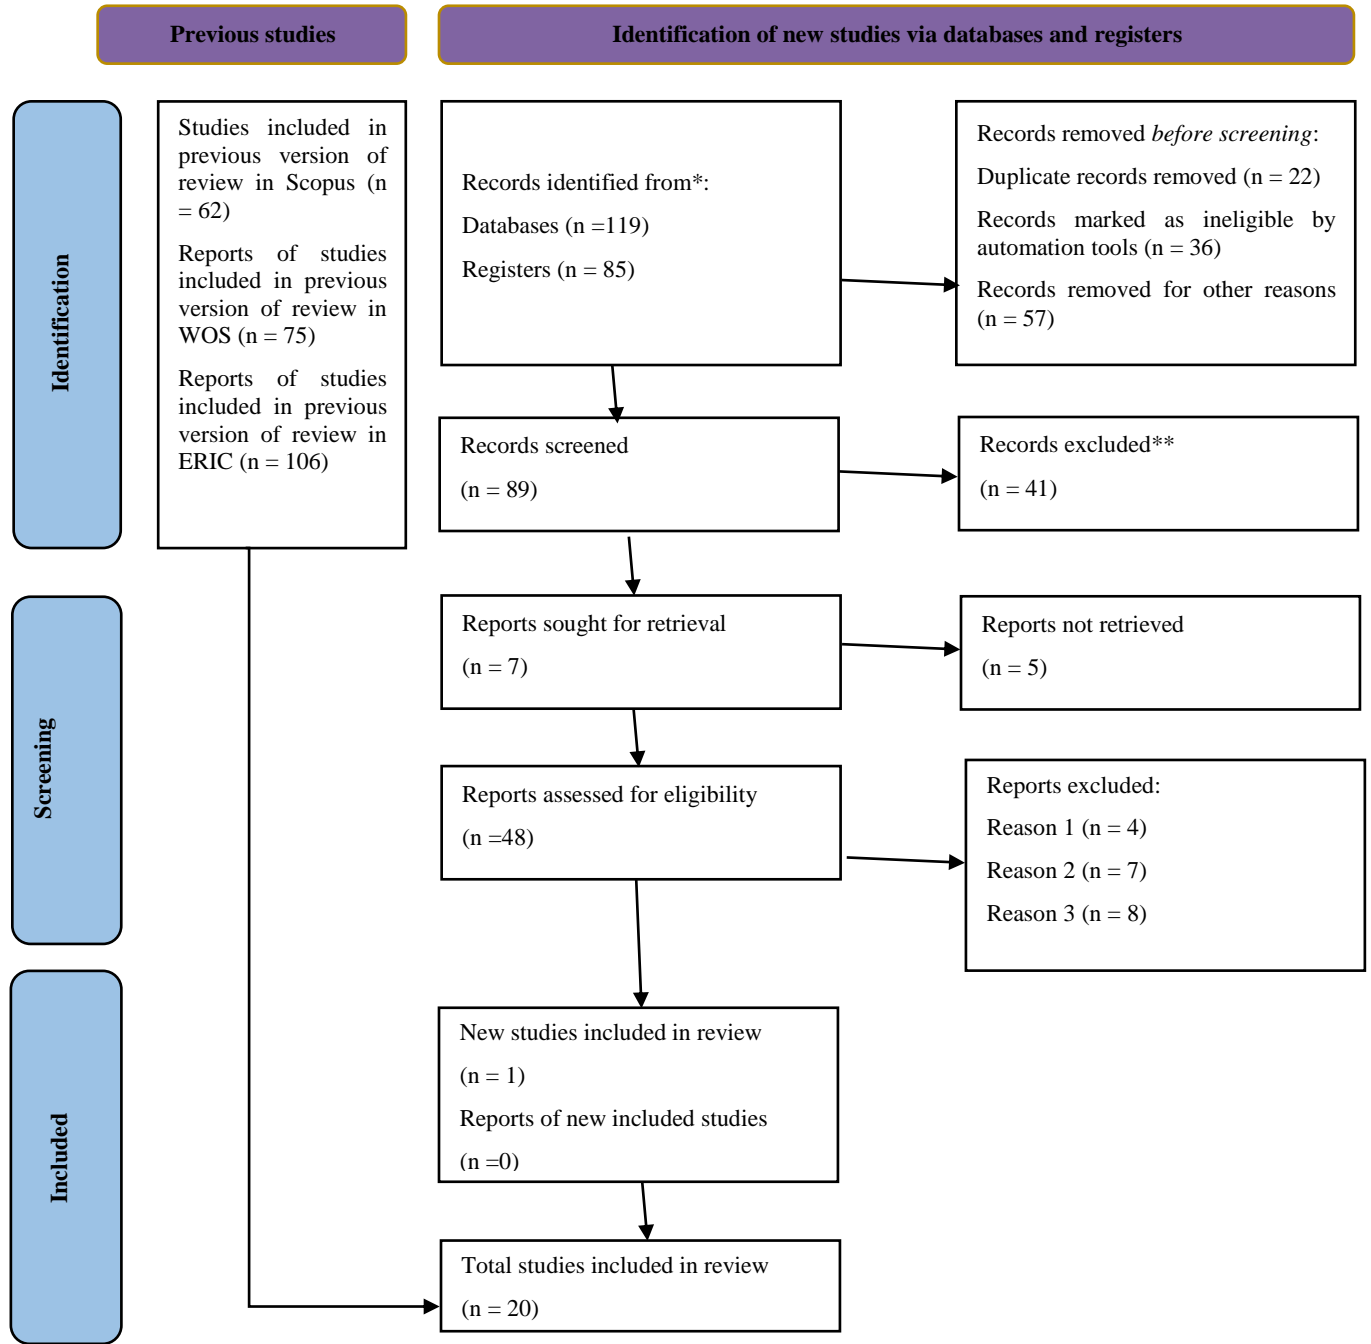 Previous studies
Identification of new studies via databases and registers
Identification
Studies included in
previous version of
review in Scopus (n
= 62)
Reports of studies
included in previous
version of review in
WOS (n = 75)
Reports of studies
included in previous
version of review in
ERIC (n = 106)
Records identified from*:
Databases (n =119)
Registers (n = 85)
Records removed before screening:
Duplicate records removed (n = 22)
Records marked as ineligible by
automation tools (n = 36)
Records removed for other reasons
(n = 57)
Records screened
(n = 89)
Records excluded**
(n = 41)
Screening
Reports sought for retrieval
(n = 7)
Reports not retrieved
(n = 5)
Reports assessed for eligibility
(n =48)
Reports excluded:
Reason 1 (n = 4)
Reason 2 (n = 7)
Reason 3 (n = 8)
Included
New studies included in review
(n = 1)
Reports of new included studies
(n =0)
Total studies included in review
(n = 20)